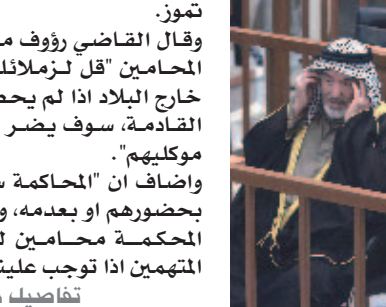 تموز.
وقال القاضي رؤوف
المحامين "قل لزملائك
خارج البلاد اذا لم
القادمة، سوف يضر
موكليهم".
واضاف ان "المحاكمة
بحضورهم او بعدمه،
المحكمة محامين
المتهمين اذا توجب
تفاصيل